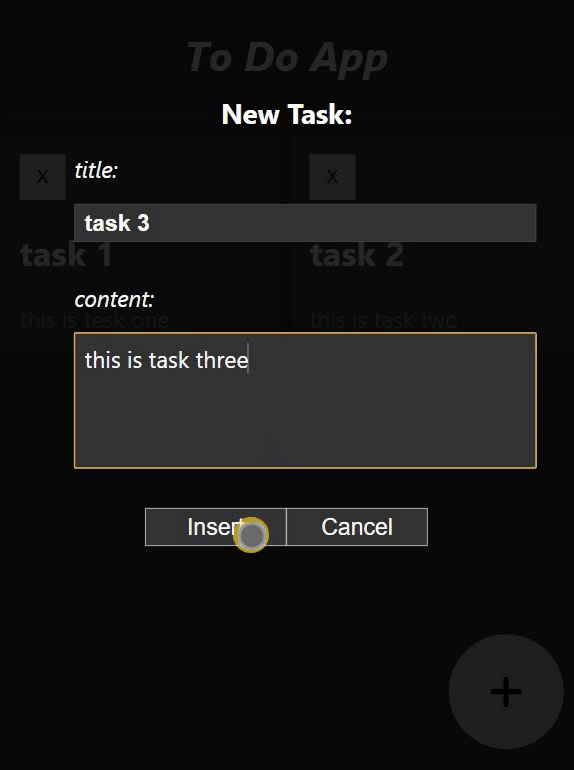 To Do App
New Task:
X
title:
X
task 3
task 1
task 2
content:
this is tesk one
this is task two
this is task three
Insert
Cancel
+